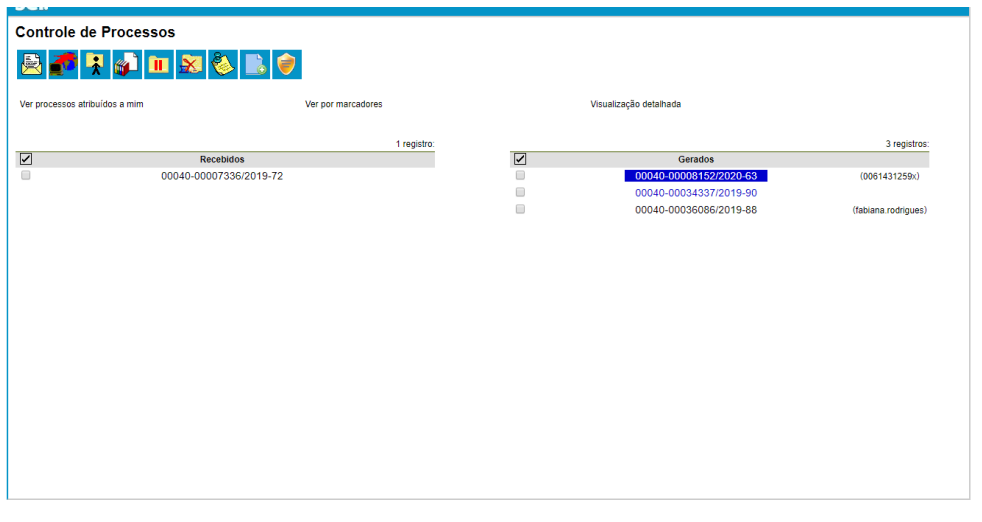 Controle de Processos
Ver processos atribuídos a mim
Ver por marcadores
Visualização detalhada
1 registro:
Recebidos
00040-00007336/2019-72
3 registros:
Gerados
00040-00008152/2020-63 (0061431259x)
00040-00034337/2019-90
00040-00036086/2019-88 (fabiana.rodrigues)